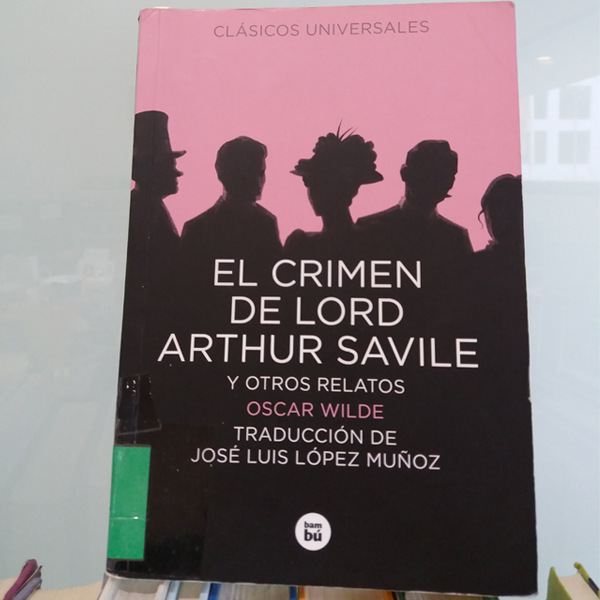 CLÁSICOS UNIVERSALES
EL CRIMEN
DE LORD
ARTHUR SAVILE
Y OTROS RELATOS
OSCAR WILDE
TRADUCCIÓN DE
JOSÉ LUIS LÓPEZ MUÑOZ
bam
bú